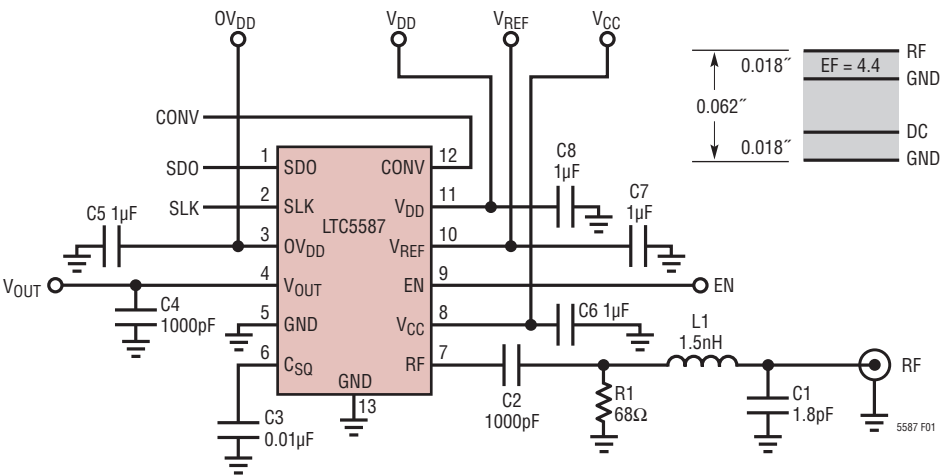 OVDD
VDD
VREF
VCC
RF
0.018″
EF = 4.4
GND
0.062″
DC
0.018″
GND
CONV
SDO
SLK
C5 1µF
VOUT
C4
1000pF
C3
0.01µF
1
2
3
4
5
6
SDO
SLK
OVDD
VOUT
GND
CSQ
LTC5587
GND
13
CONV
VDD
VREF
EN
VCC
RF
12
11
10
9
8
7
C8
1µF
C7
1µF
EN
C6 1µF
C2
1000pF
R1
68Ω
L1
1.5nH
C1
1.8pF
RF
5587 F01